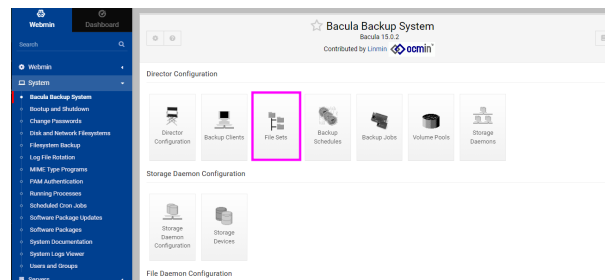 Webmin
Dashboard
Search
Webmin
System
Bacula Backup System
Bootup and Shutdown
Change Passwords
Disk and Network Filesystems
Filesystem Backup
Log File Rotation
MIME Type Programs
PAM Authentication
Running Processes
Scheduled Cron Jobs
Software Package Updates
Software Packages
System Documentation
System Logs Viewer
Users and Groups
Servers
Bacula Backup System
Bacula 15.0.2
Contributed by Linmin ocmin
Director Configuration
Director
Configuration
Backup Clients
File Sets
Backup
Schedules
Backup Jobs
Volume Pools
Storage
Daemons
Storage Daemon Configuration
Storage
Daemon
Configuration
Storage
Devices
File Daemon Configuration